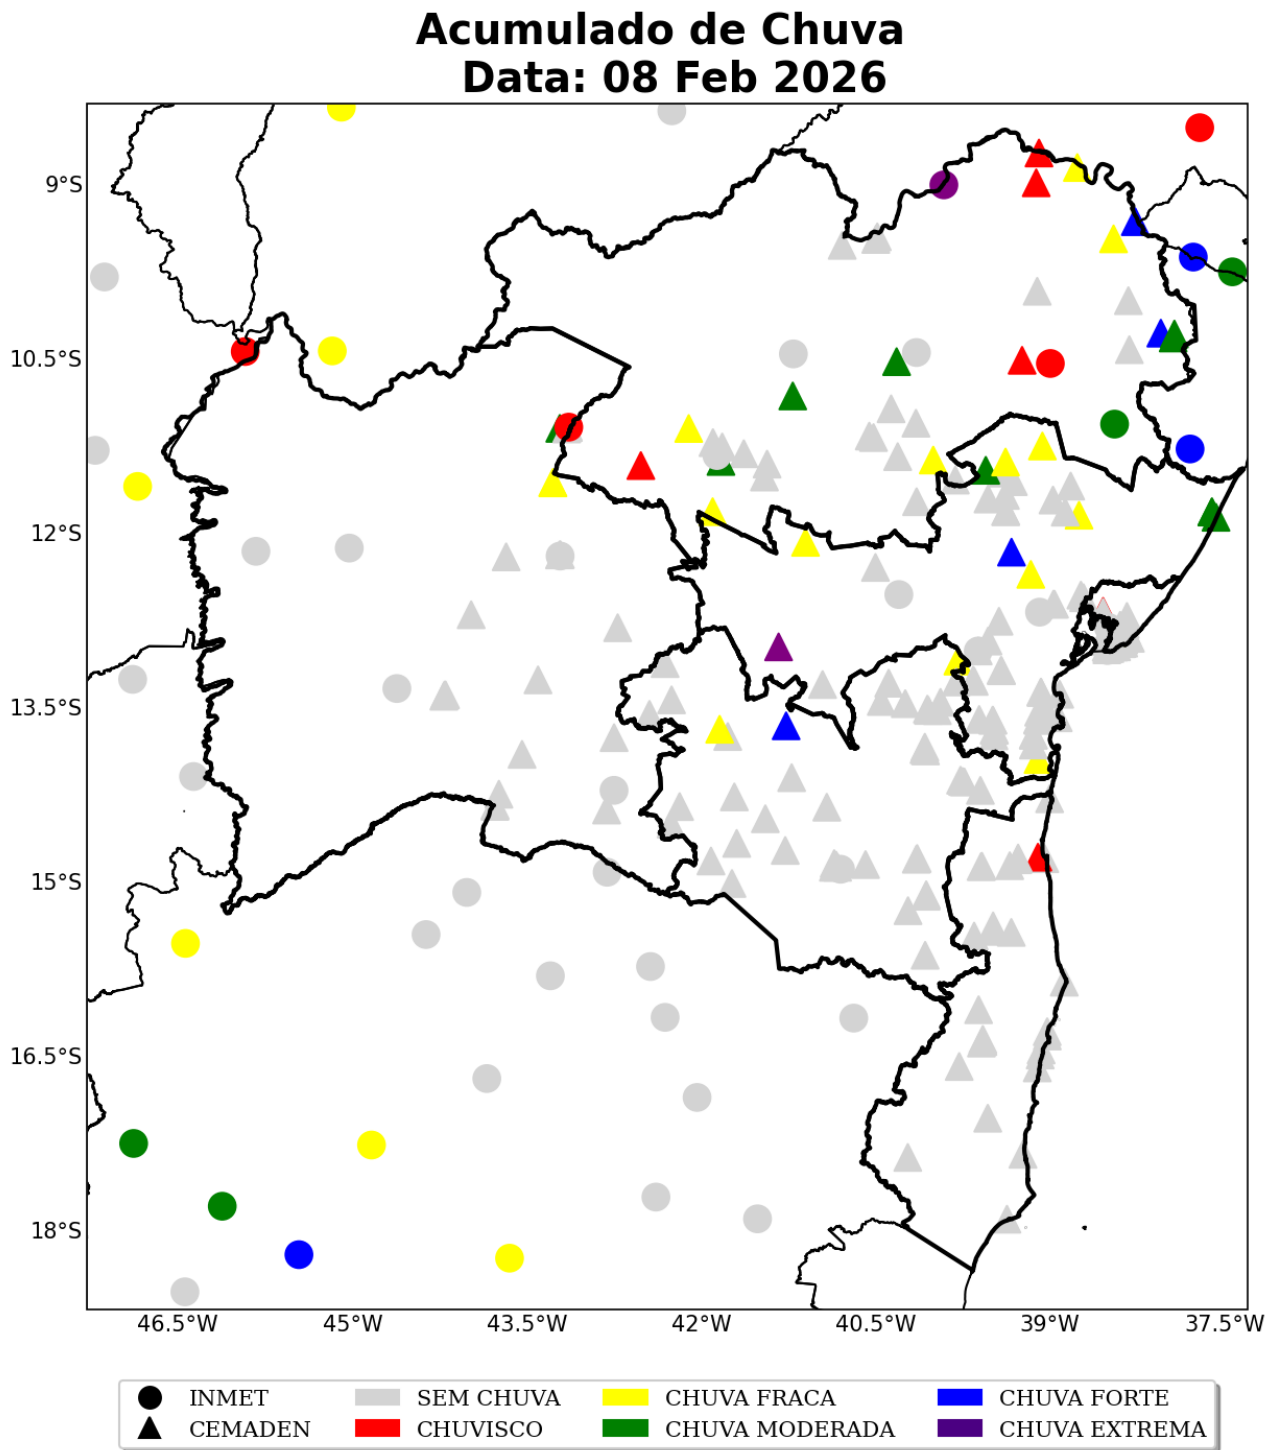 Acumulado de Chuva
Data: 08 Feb 2026
9°S
10.5°S
12°S
13.5°S
15°S
16.5°S
18°S
46.5°W 45°W 43.5°W 42°W 40.5°W 39°W 37.5°W
INMET SEM CHUVA CHUVA FRACA CHUVA FORTE
CEMADEN CHUVISCO CHUVA MODERADA CHUVA EXTREMA